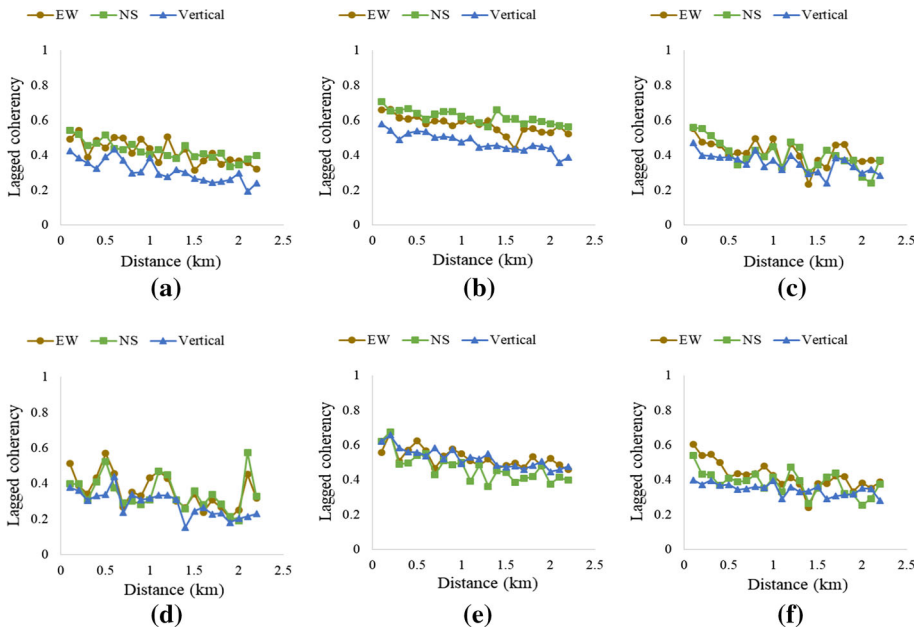 EW NS Vertical EW NS Vertical EW NS Vertical
1 1 1
0.8 0.8 0.8
0.6 0.6 0.6
0.4 0.4 0.4
0.2 0.2 0.2
0 0 0
Lagged coherency Lagged coherency Lagged coherency
0 0.5 1 1.5 2 2.5 0 0.5 1 1.5 2 2.5 0 0.5 1 1.5 2 2.5
Distance (km) Distance (km) Distance (km)
(a) (b) (c)
EW NS Vertical EW NS Vertical EW NS Vertical
1 1 1
0.8 0.8 0.8
0.6 0.6 0.6
0.4 0.4 0.4
0.2 0.2 0.2
0 0 0
Lagged coherency Lagged coherency Lagged coherency
0 0.5 1 1.5 2 2.5 0 0.5 1 1.5 2 2.5 0 0.5 1 1.5 2 2.5
Distance (km) Distance (km) Distance (km)
(d) (e) (f)